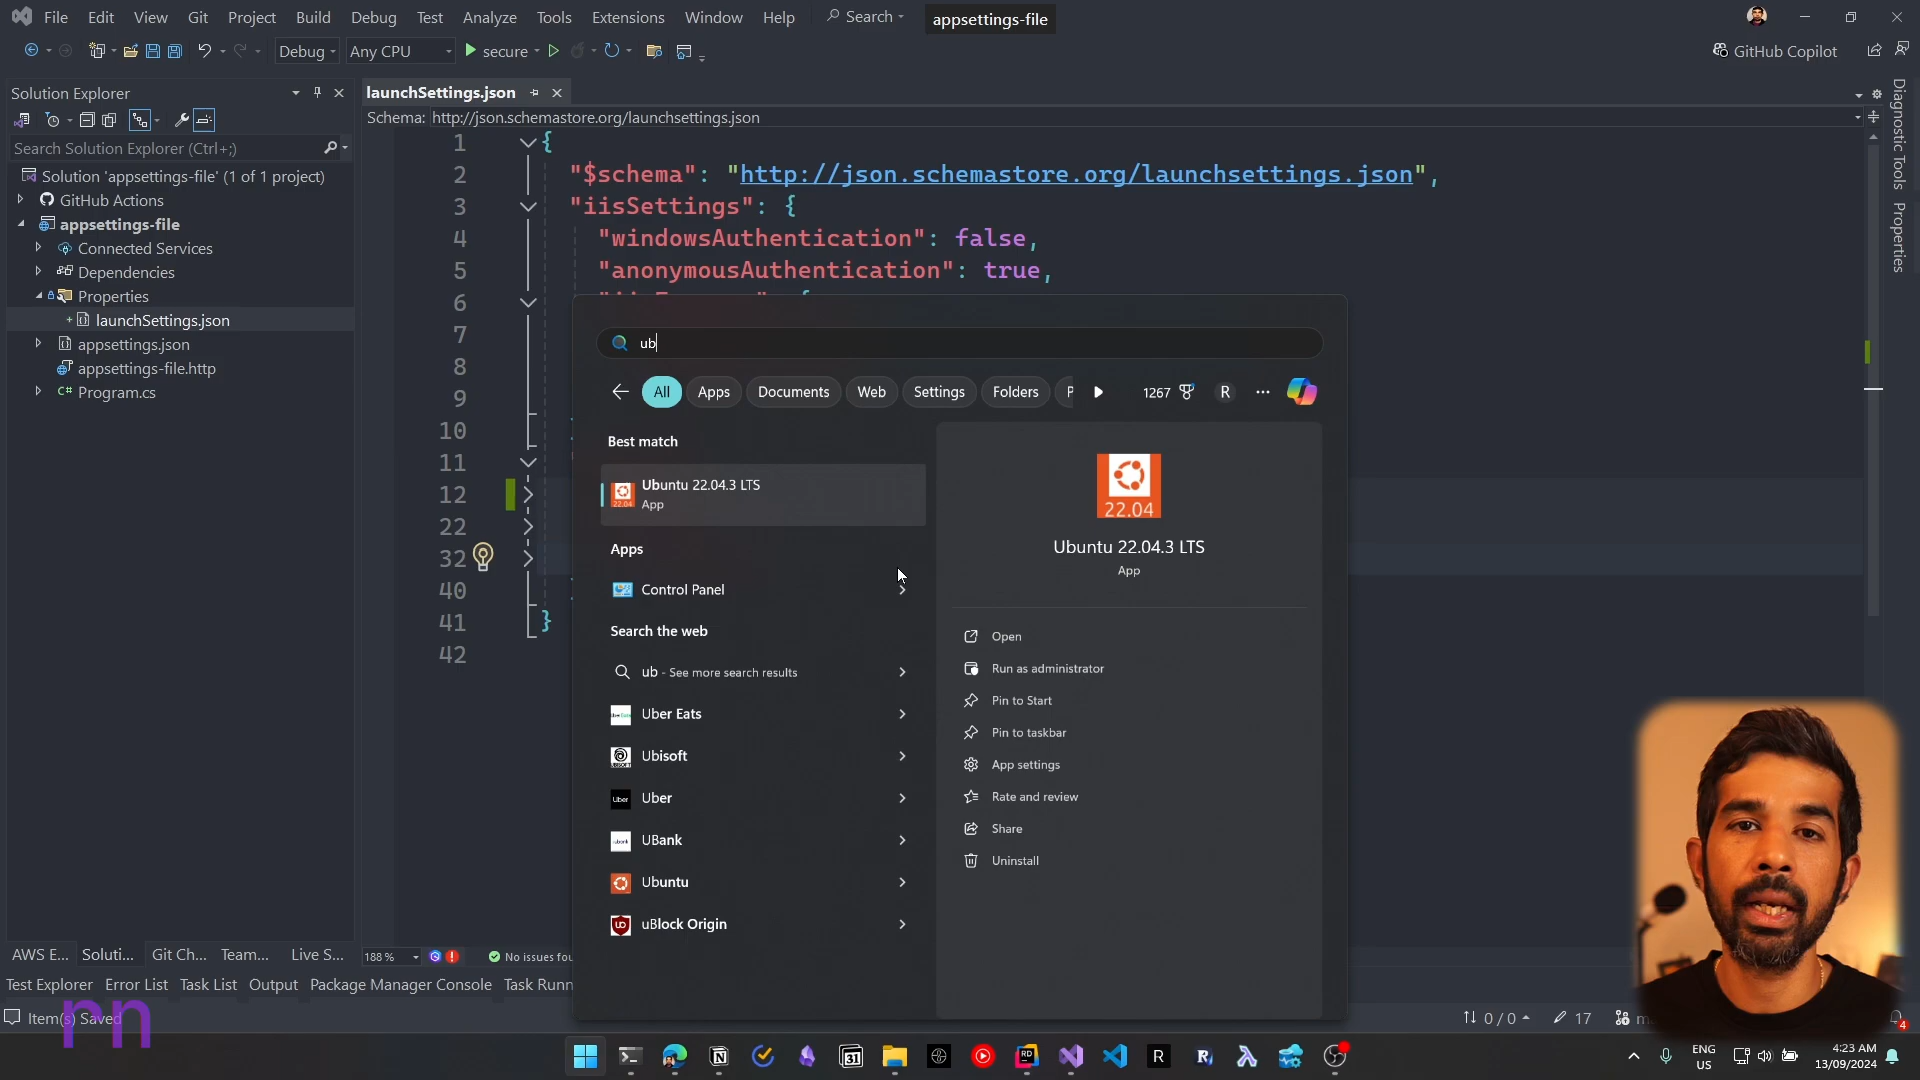 File Edit View Git Project Build Debug Test Analyze Tools Extensions Window Help Search appsettings-file
Debug Any CPU secure GitHub Copilot
Solution Explorer
Search Solution Explorer (Ctrl+;)
Solution 'appsettings-file' (1 of 1 project)
GitHub Actions
appsettings-file
Connected Services
Dependencies
Properties
launchSettings.json
appsettings.json
appsettings-file.http
C# Program.cs
launchSettings.json
Schema: http://json.schemastore.org/launchsettings.json
1 {
2 "$schema": "http://json.schemastore.org/launchsettings.json",
3 "iisSettings": {
4 "windowsAuthentication": false,
5 "anonymousAuthentication": true,
6
7
8
9
10
11
12
22
32
40
41 }
42
ub
All Apps Documents Web Settings Folders P 1267 R
Best match
Ubuntu 22.04.3 LTS
App
Apps
Control Panel
Search the web
ub - See more search results
Uber Eats
Ubisoft
Uber
UBank
Ubuntu
uBlock Origin
22.04
Ubuntu 22.04.3 LTS
App
Open
Run as administrator
Pin to Start
Pin to taskbar
App settings
Rate and review
Share
Uninstall
Diagnostic Tools
Properties
AWS E... Soluti... Git Ch... Team... Live S... 188 % No issues fou
Test Explorer Error List Task List Output Package Manager Console Task Runn
Item(s) Saved
rn
0 / 0 17 m 4
31 RD R R
ENG
US
4:23 AM
13/09/2024